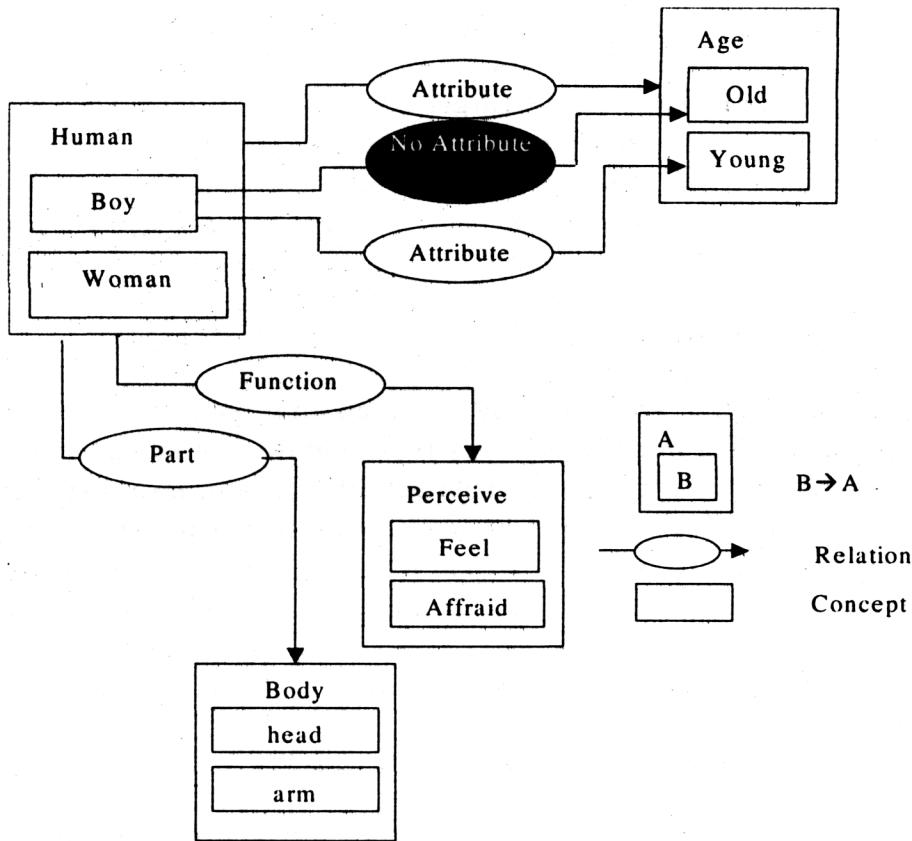 Age
Attribute
Old
Human
No Attribute
Young
Boy
Attribute
Woman
Function
Part
A
B
B→A
Perceive
Feel
Relation
Affraid
Concept
Body
head
arm